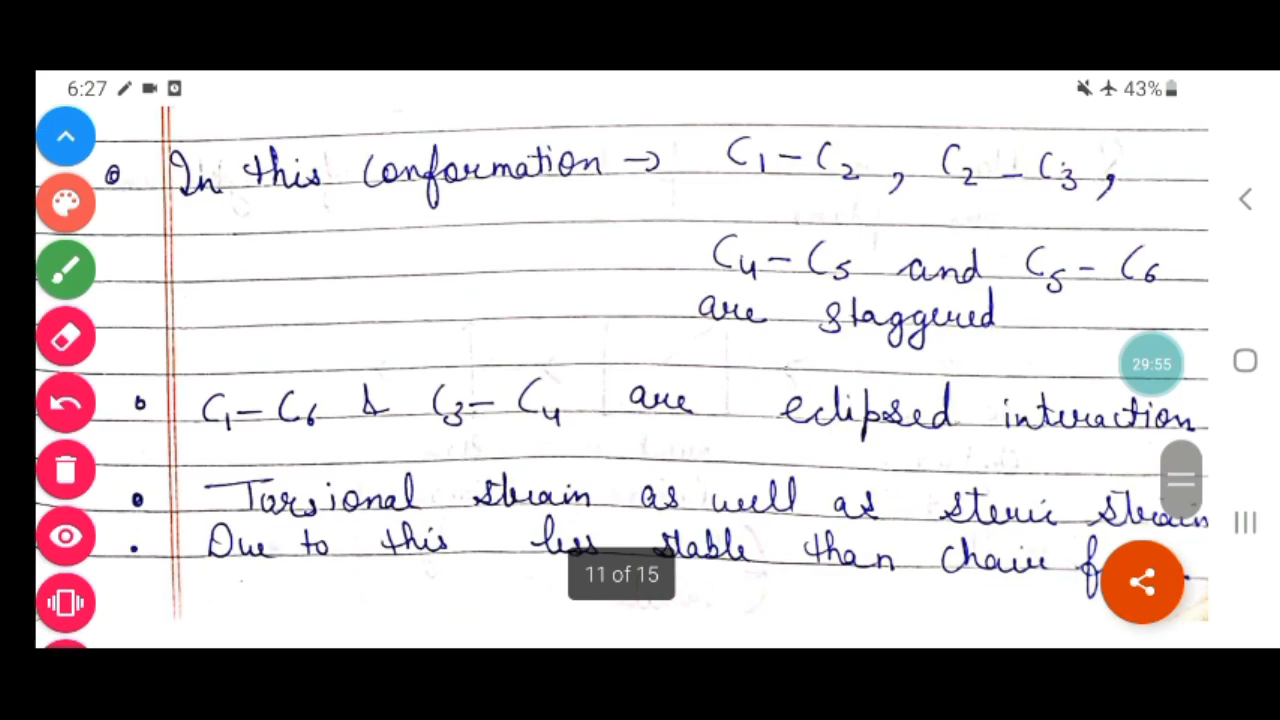 6:27 43%
In this conformation → C1 – C2 , C2 – C3 ,
C4 – C5 and C5 – C6
are staggered
29:55
C1 – C6 & C3 – C4 are eclipsed interaction
Torsional strain as well as steric strain
Due to this less stable than chair
11 of 15